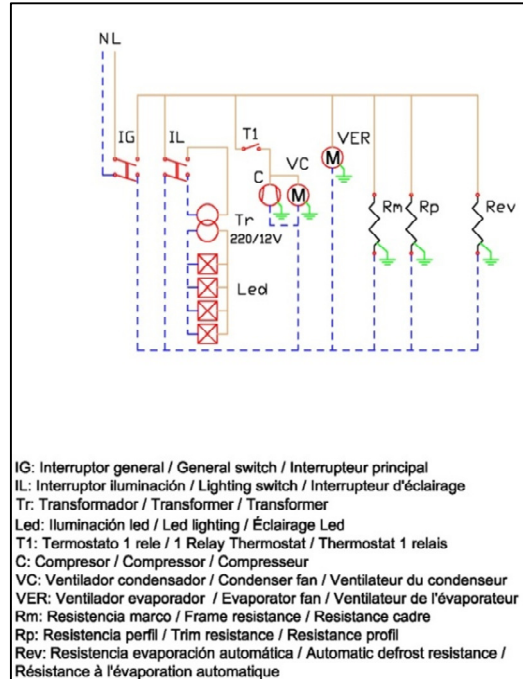 NL
IG
IL
T1
C
VC
M
VER
M
Tr
220/12V
Led
Rm
Rp
Rev
IG: Interruptor general / General switch / Interrupteur principal
IL: Interruptor iluminación / Lighting switch / Interrupteur d'éclairage
Tr: Transformador / Transformer / Transformer
Led: Iluminación led / Led lighting / Éclairage Led
T1: Termostato 1 rele / 1 Relay Thermostat / Thermostat 1 relais
C: Compresor / Compressor / Compresseur
VC: Ventilador condensador / Condenser fan / Ventilateur du condenseur
VER: Ventilador evaporador / Evaporator fan / Ventilateur de l'évaporateur
Rm: Resistencia marco / Frame resistance / Resistance cadre
Rp: Resistencia perfil / Trim resistance / Resistance profil
Rev: Resistencia evaporación automática / Automatic defrost resistance /
Résistance à l'évaporation automatique